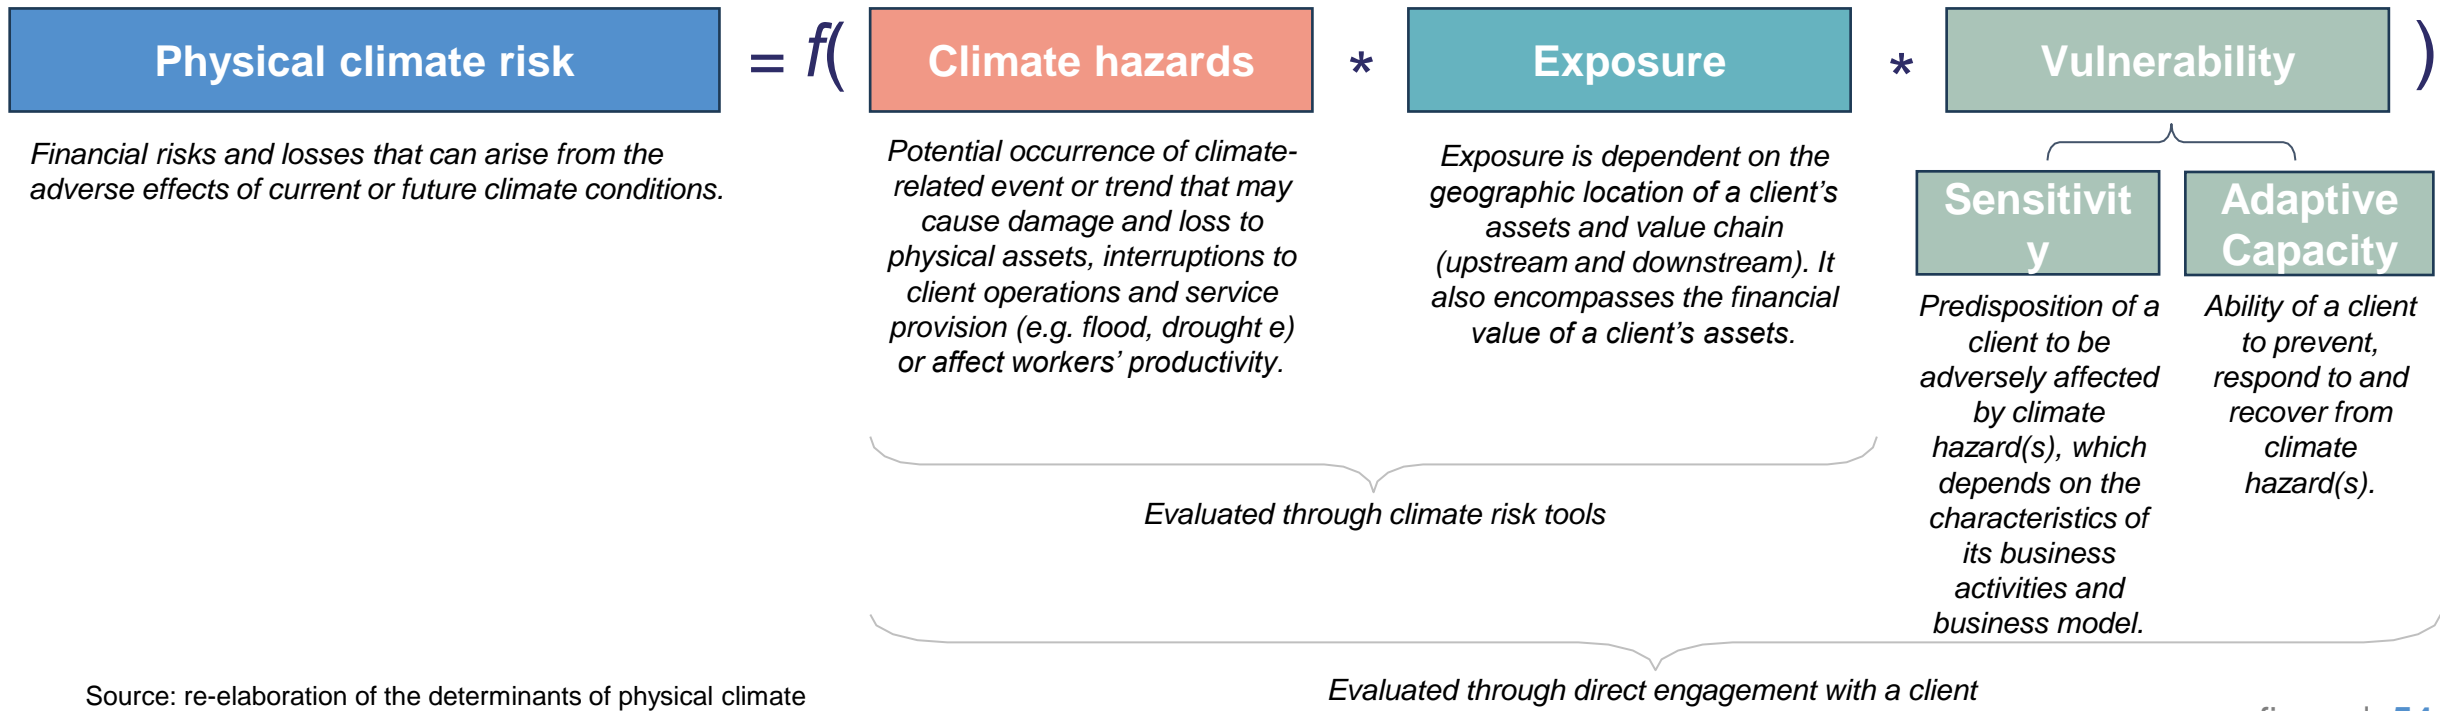 Physical climate risk
= f(
Climate hazards
*
Exposure
*
Vulnerability
)
Financial risks and losses that can arise from the
adverse effects of current or future climate conditions.
Potential occurrence of climate-
related event or trend that may
cause damage and loss to
physical assets, interruptions to
client operations and service
provision (e.g. flood, drought e)
or affect workers’ productivity.
Exposure is dependent on the
geographic location of a client’s
assets and value chain
(upstream and downstream). It
also encompasses the financial
value of a client’s assets.
Sensitivit
y
Predisposition of a
client to be
adversely affected
by climate
hazard(s), which
depends on the
characteristics of
its business
activities and
business model.
Adaptive
Capacity
Ability of a client
to prevent,
respond to and
recover from
climate
hazard(s).
Evaluated through climate risk tools
Evaluated through direct engagement with a client
Source: re-elaboration of the determinants of physical climate